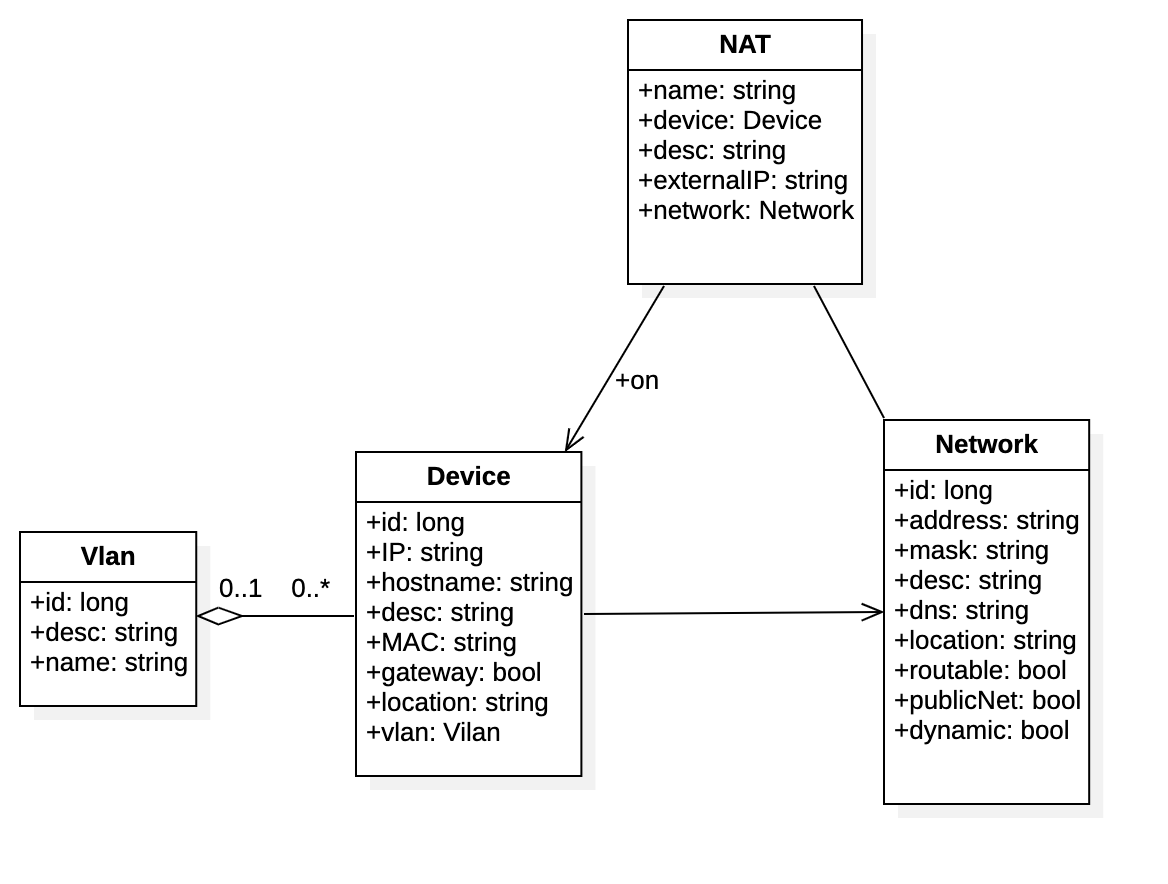 NAT
+name: string
+device: Device
+desc: string
+externalIP: string
+network: Network
+on
Device
+id: long
+IP: string
+hostname: string
+desc: string
+MAC: string
+gateway: bool
+location: string
+vlan: Vilan
Network
+id: long
+address: string
+mask: string
+desc: string
+dns: string
+location: string
+routable: bool
+publicNet: bool
+dynamic: bool
Vlan
+id: long
+desc: string
+name: string
0..1 0..*